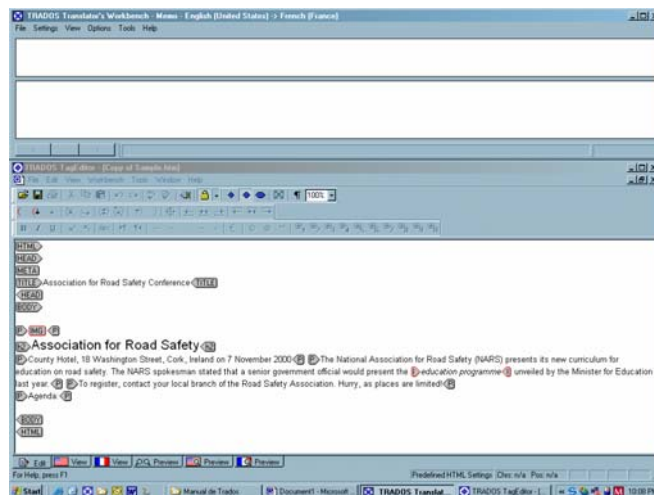 TRADOS Translator's Workbench - Memo - English (United States) -> French (France)
File Settings View Options Tools Help
TRADOS TagEditor - [Copy of Sample.htm]
File Edit View Workbench Tools Window Help
100%
HTML
HEAD
META
TITLE Association for Road Safety Conference TITLE
HEAD
BODY
P IMG P
h2 Association for Road Safety h2
P County Hotel, 18 Washington Street, Cork, Ireland on 7 November 2000 P P The National Association for Road Safety (NARS) presents its new curriculum for
education on road safety. The NARS spokesman stated that a senior government official would present the I education programme I unveiled by the Minister for Education
last year. P P To register, contact your local branch of the Road Safety Association. Hurry, as places are limited! P
P Agenda: P
BODY
HTML
Edit View View Preview Preview Preview
For Help, press F1 Predefined HTML Settings Chrs: n/a Pos: n/a
Start Manual de Trados Document1 - Microsoft... TRADOS Translat... TRADOS TagEditor - [... 10:00 PM